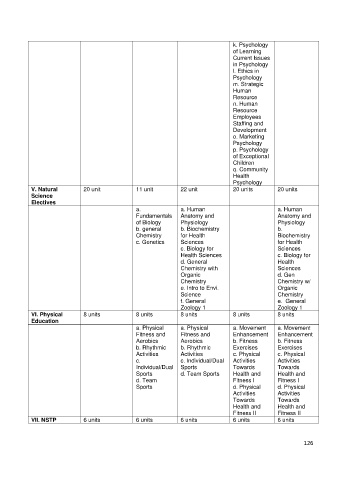 k. Psychology
of Learning
Current Issues
in Psychology
l. Ethics in
Psychology
m. Strategic
Human
Resource
n. Human
Resource
Employees
Staffing and
Development
o. Marketing
Psychology
p. Psychology
of Exceptional
Children
q. Community
Health
Psychology
V. Natural
Science
Electives
20 unit
11 unit
22 unit
20 units
20 units
a.
Fundamentals
of Biology
b. general
Chemistry
c. Genetics
a. Human
Anatomy and
Physiology
b. Biochemistry
for Health
Sciences
c. Biology for
Health Sciences
d. General
Chemistry with
Organic
Chemistry
e. Intro to Envi.
Science
f. General
Zoology 1
a. Human
Anatomy and
Physiology
b.
Biochemistry
for Health
Sciences
c. Biology for
Health
Sciences
d. Gen
Chemistry w/
Organic
Chemistry
e. General
Zoology 1
VI. Physical
Education
8 units
8 units
8 units
8 units
8 units
a. Physical
Fitness and
Aerobics
b. Rhythmic
Activities
c.
Individual/Dual
Sports
d. Team
Sports
a. Physical
Fitness and
Aerobics
b. Rhythmic
Activities
c. Individual/Dual
Sports
d. Team Sports
a. Movement
Enhancement
b. Fitness
Exercises
c. Physical
Activities
Towards
Health and
Fitness I
d. Physical
Activities
Towards
Health and
Fitness II
a. Movement
Enhancement
b. Fitness
Exercises
c. Physical
Activities
Towards
Health and
Fitness I
d. Physical
Activities
Towards
Health and
Fitness II
VII. NSTP
6 units
6 units
6 units
6 units
6 units
126